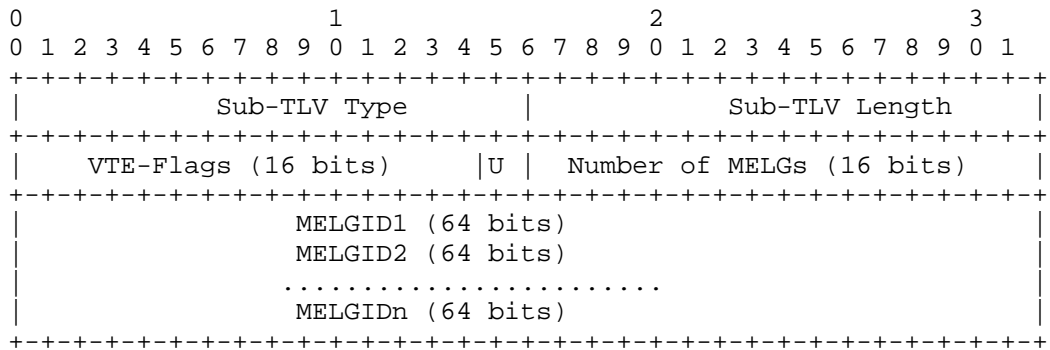 0                   1                   2                   3
0 1 2 3 4 5 6 7 8 9 0 1 2 3 4 5 6 7 8 9 0 1 2 3 4 5 6 7 8 9 0 1
+-+-+-+-+-+-+-+-+-+-+-+-+-+-+-+-+-+-+-+-+-+-+-+-+-+-+-+-+-+-+-+-+
|            Sub-TLV Type       |            Sub-TLV Length     |
+-+-+-+-+-+-+-+-+-+-+-+-+-+-+-+-+-+-+-+-+-+-+-+-+-+-+-+-+-+-+-+-+
|    VTE-Flags (16 bits)     |U |  Number of MELGs (16 bits)    |
+-+-+-+-+-+-+-+-+-+-+-+-+-+-+-+-+-+-+-+-+-+-+-+-+-+-+-+-+-+-+-+-+
|                 MELGID1 (64 bits)                             |
|                 MELGID2 (64 bits)                             |
|                ........................                       |
|                 MELGIDn (64 bits)                             |
+-+-+-+-+-+-+-+-+-+-+-+-+-+-+-+-+-+-+-+-+-+-+-+-+-+-+-+-+-+-+-+-+